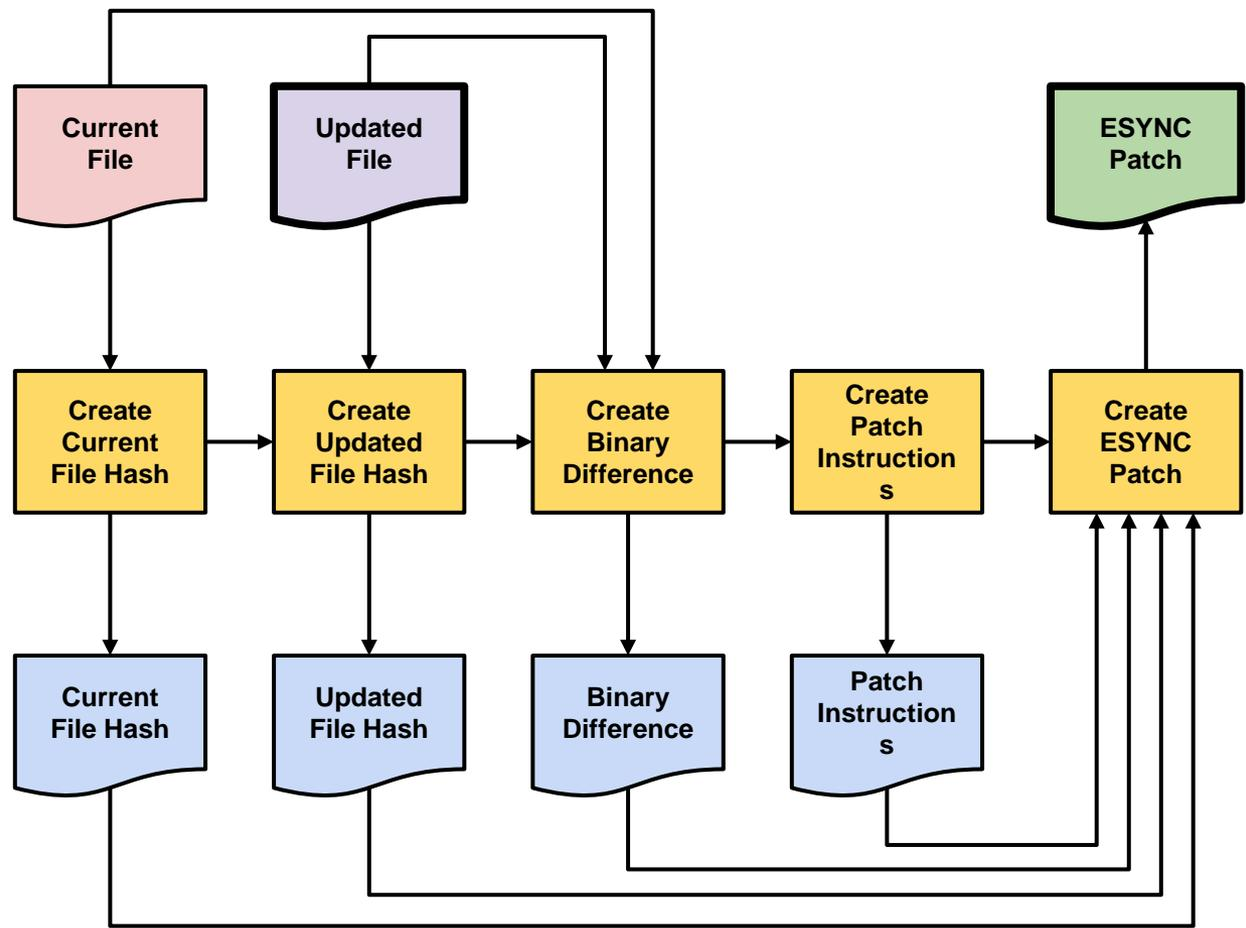 Current
File
Updated
File
ESYNC
Patch
Create
Current
File Hash
Create
Updated
File Hash
Create
Binary
Difference
Create
Patch
Instruction
s
Create
ESYNC
Patch
Current
File Hash
Updated
File Hash
Binary
Difference
Patch
Instruction
s